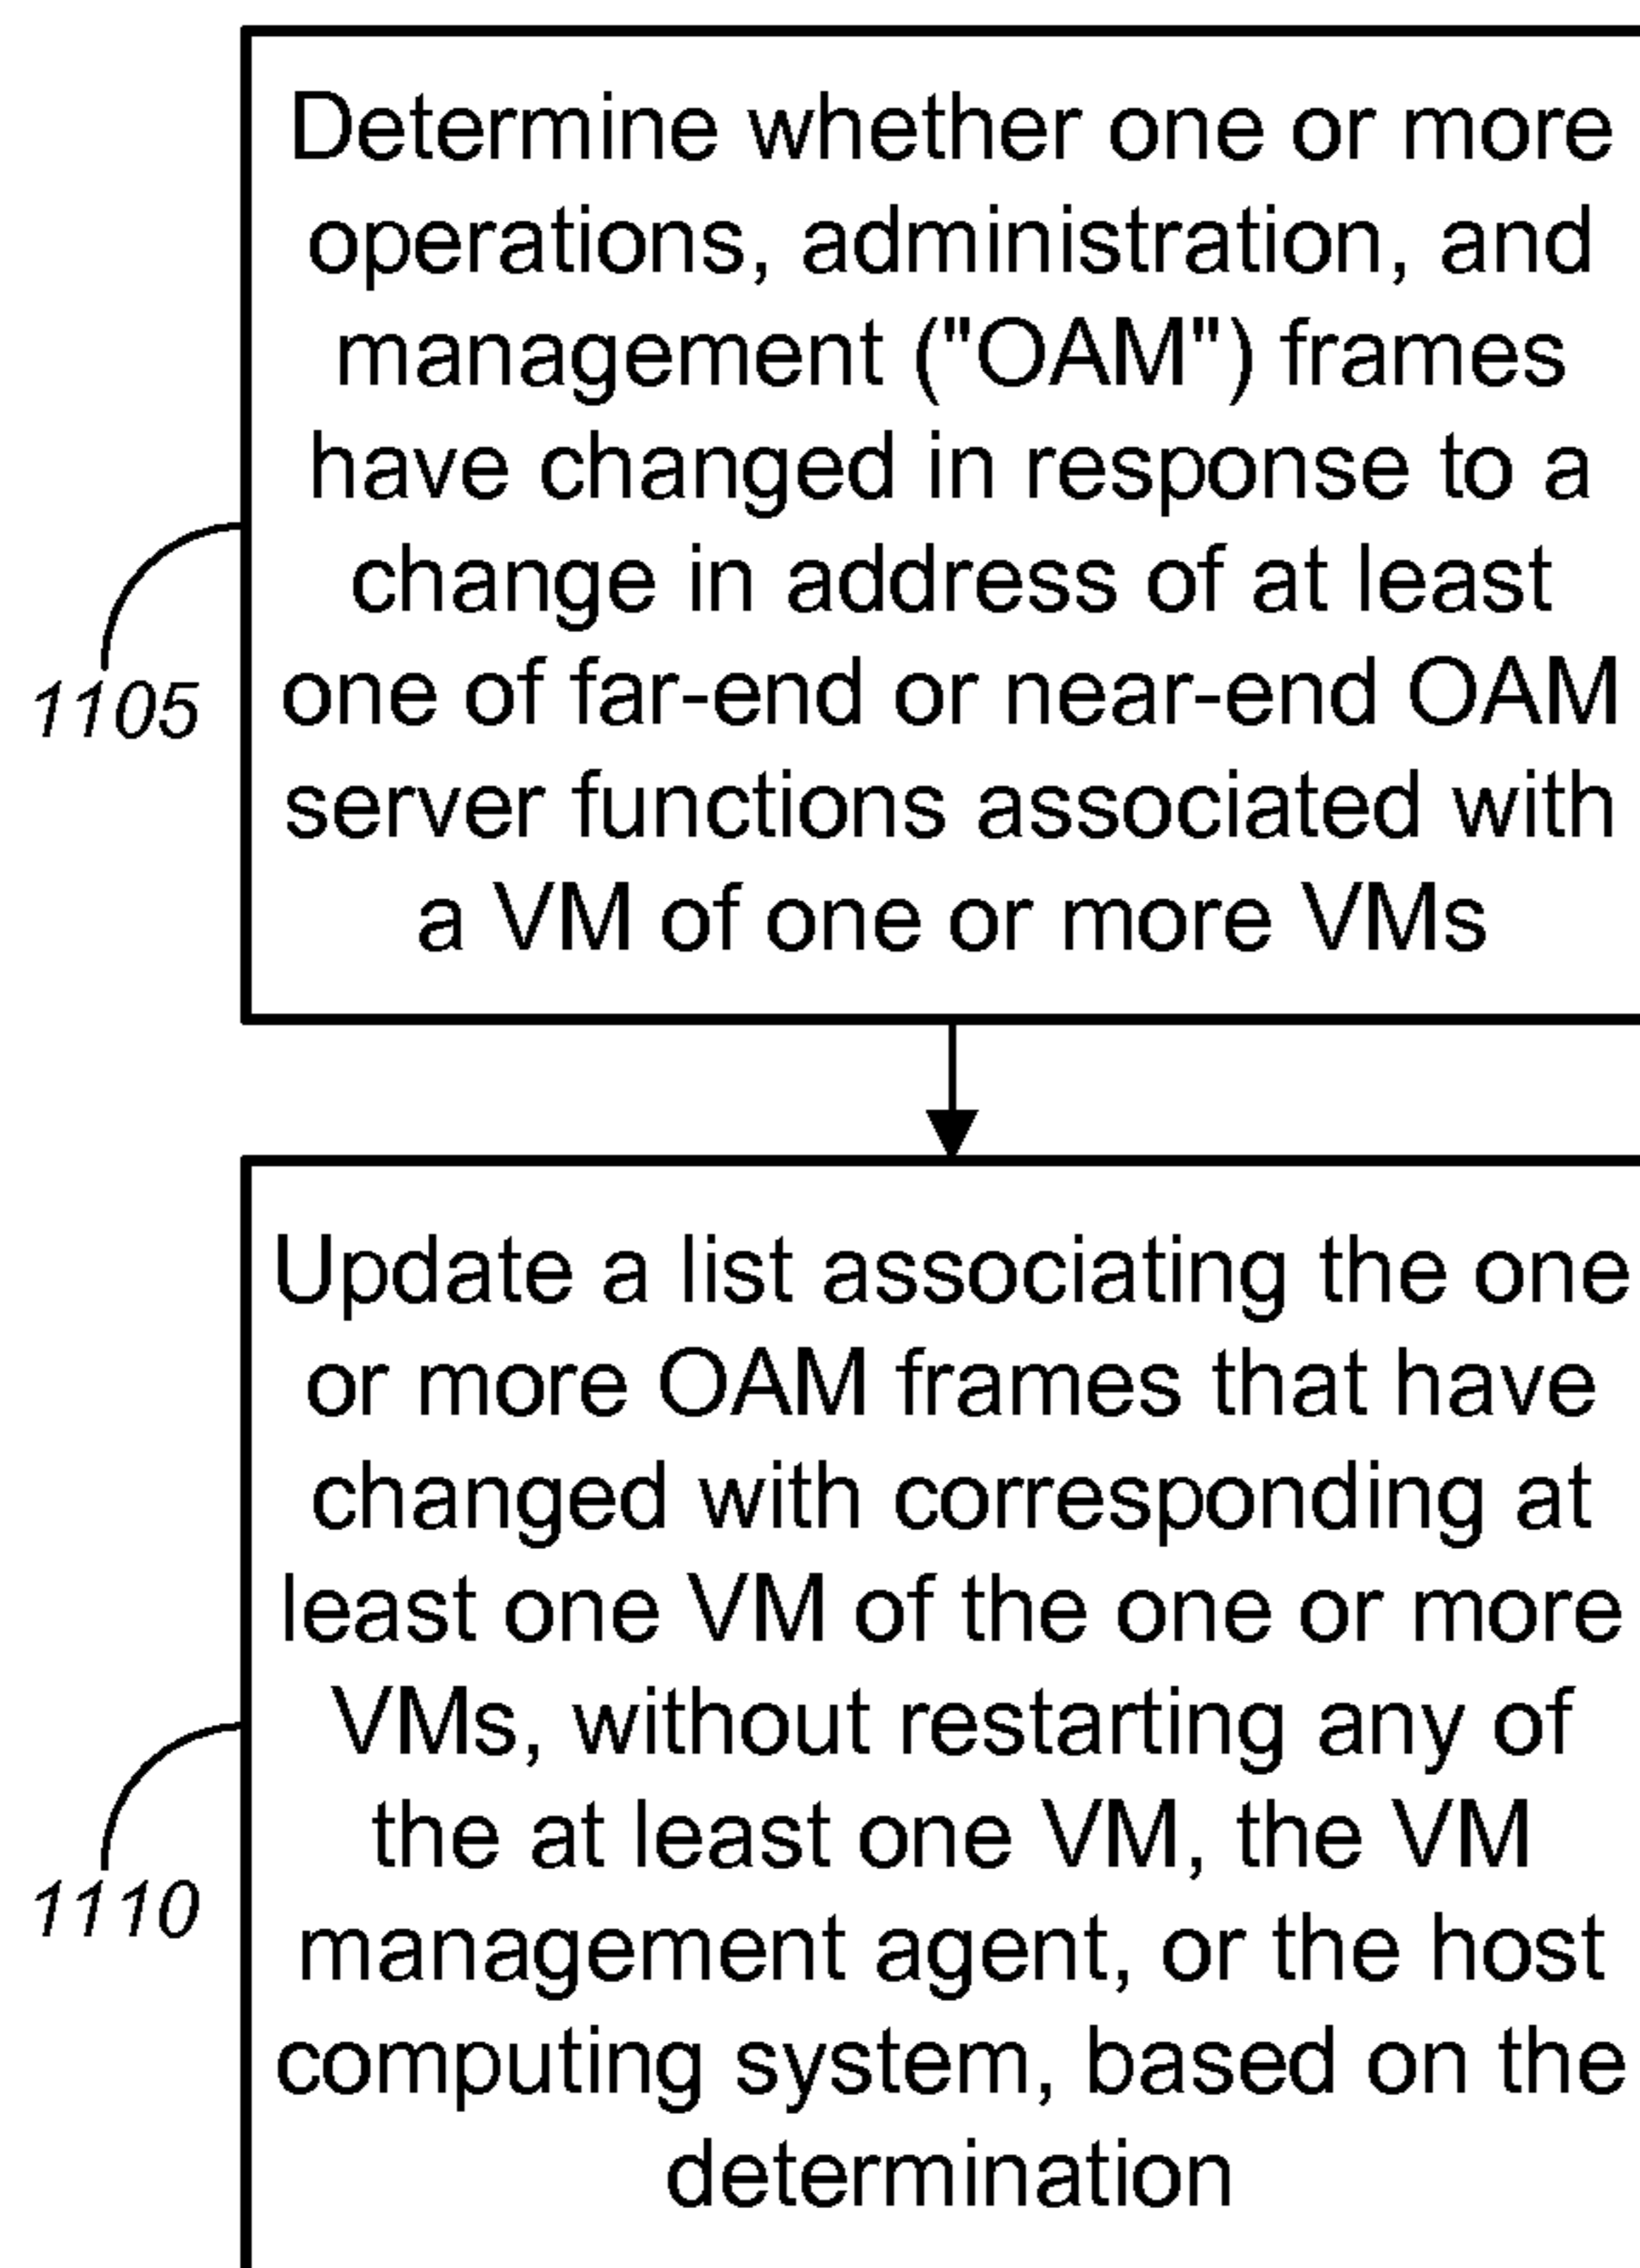 Determine whether one or more
operations, administration, and
management ("OAM") frames
have changed in response to a
change in address of at least
one of far-end or near-end OAM
server functions associated with
a VM of one or more VMs
1105
Update a list associating the one
or more OAM frames that have
changed with corresponding at
least one VM of the one or more
VMs, without restarting any of
the at least one VM, the VM
management agent, or the host
computing system, based on the
determination
1110